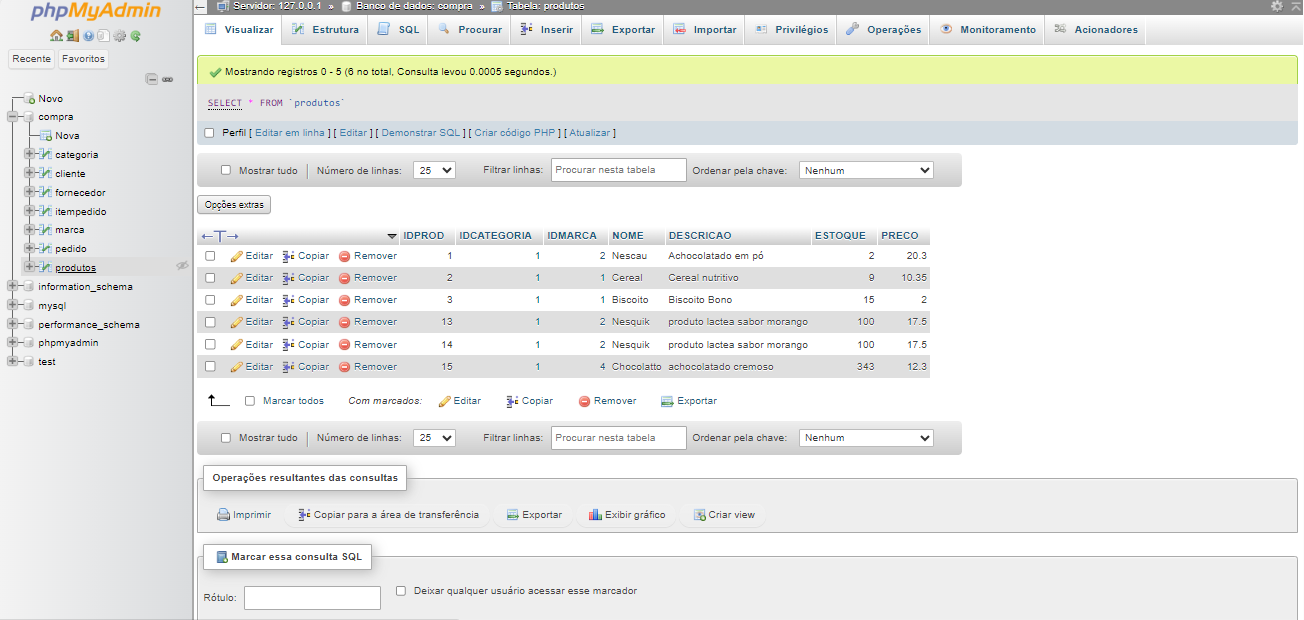 phpMyAdmin
Recente Favoritos
Novo
compra
Nova
categoria
cliente
fornecedor
itempedido
marca
pedido
produtos
information_schema
mysql
performance_schema
phpmyadmin
test
Servidor: 127.0.0.1 » Banco de dados: compra » Tabela: produtos
Visualizar Estrutura SQL Procurar Inserir Exportar Importar Privilégios Operações Monitoramento Acionadores
Mostrando registros 0 - 5 (6 no total, Consulta levou 0.0005 segundos.)
SELECT * FROM `produtos`
Perfil [ Editar em linha ] [ Editar ] [ Demonstrar SQL ] [ Criar código PHP ] [ Atualizar ]
Mostrar tudo Número de linhas: 25 Filtrar linhas: Procurar nesta tabela Ordenar pela chave: Nenhum
Opções extras
←T→ IDPROD IDCATEGORIA IDMARCA NOME DESCRICAO ESTOQUE PRECO
Editar Copiar Remover 1 1 2 Nescau Achocolatado em pó 2 20.3
Editar Copiar Remover 2 1 1 Cereal Cereal nutritivo 9 10.35
Editar Copiar Remover 3 1 1 Biscoito Biscoito Bono 15 2
Editar Copiar Remover 13 1 2 Nesquik produto lactea sabor morango 100 17.5
Editar Copiar Remover 14 1 2 Nesquik produto lactea sabor morango 100 17.5
Editar Copiar Remover 15 1 4 Chocolatto achocolatado cremoso 343 12.3
Marcar todos Com marcados: Editar Copiar Remover Exportar
Mostrar tudo Número de linhas: 25 Filtrar linhas: Procurar nesta tabela Ordenar pela chave: Nenhum
Operações resultantes das consultas
Imprimir Copiar para a área de transferência Exportar Exibir gráfico Criar view
Marcar essa consulta SQL
Rótulo: Deixar qualquer usuário acessar esse marcador